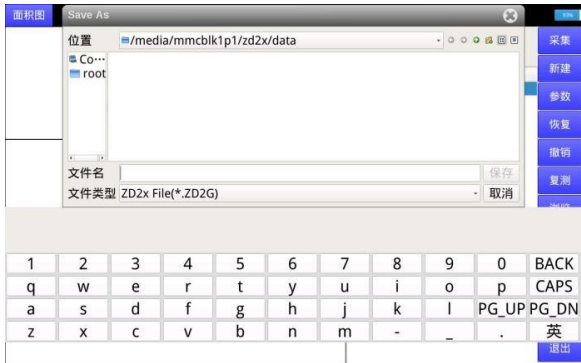 面积图 Save As 93%
位置 /media/mmcblk1p1/zd2x/data
采集
Co…
root
新建
参数
恢复
撤销
文件名 保存
复测
文件类型 ZD2x File(*.ZD2G) 取消
1 2 3 4 5 6 7 8 9 0 BACK
q w e r t y u i o p CAPS
a s d f g h j k l PG_UP PG_DN
z x c v b n m - _ . 英
退出